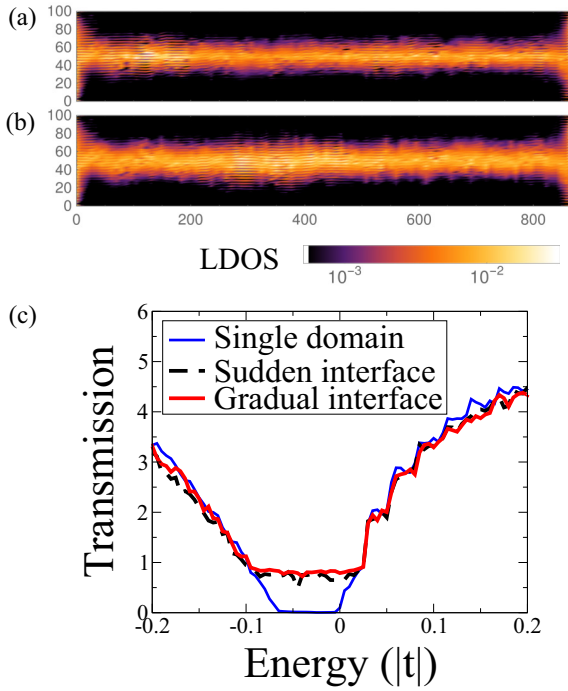 (a)
100
80
60
40
20
0
(b)
100
80
60
40
20
0
0 200 400 600 800
LDOS
10⁻³ 10⁻²
(c)
6
5
4
3
2
1
0
Transmission
Single domain
Sudden interface
Gradual interface
-0.2 -0.1 0 0.1 0.2
Energy (|t|)